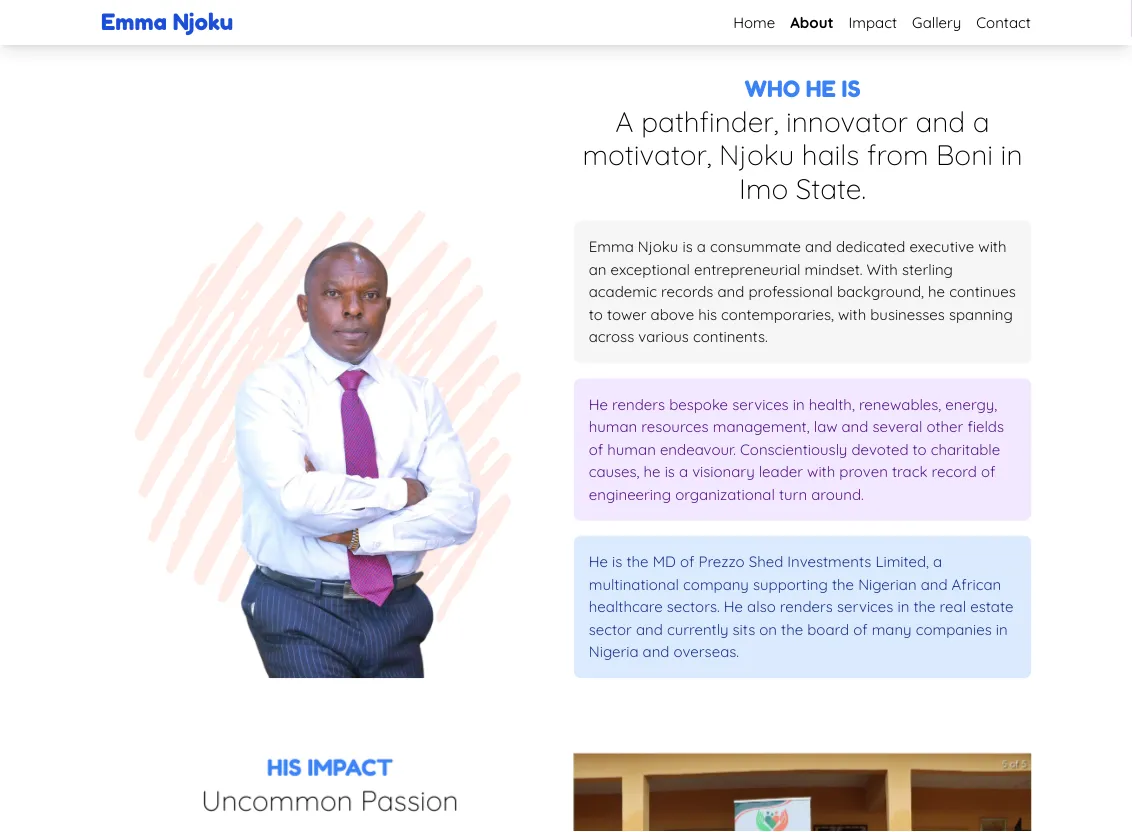 Emma Njoku
Home About Impact Gallery Contact
WHO HE IS
A pathfinder, innovator and a
motivator, Njoku hails from Boni in
Imo State.
Emma Njoku is a consummate and dedicated executive with
an exceptional entrepreneurial mindset. With sterling
academic records and professional background, he continues
to tower above his contemporaries, with businesses spanning
across various continents.
He renders bespoke services in health, renewables, energy,
human resources management, law and several other fields
of human endeavour. Conscientiously devoted to charitable
causes, he is a visionary leader with proven track record of
engineering organizational turn around.
He is the MD of Prezzo Shed Investments Limited, a
multinational company supporting the Nigerian and African
healthcare sectors. He also renders services in the real estate
sector and currently sits on the board of many companies in
Nigeria and overseas.
HIS IMPACT
Uncommon Passion
5 of 5